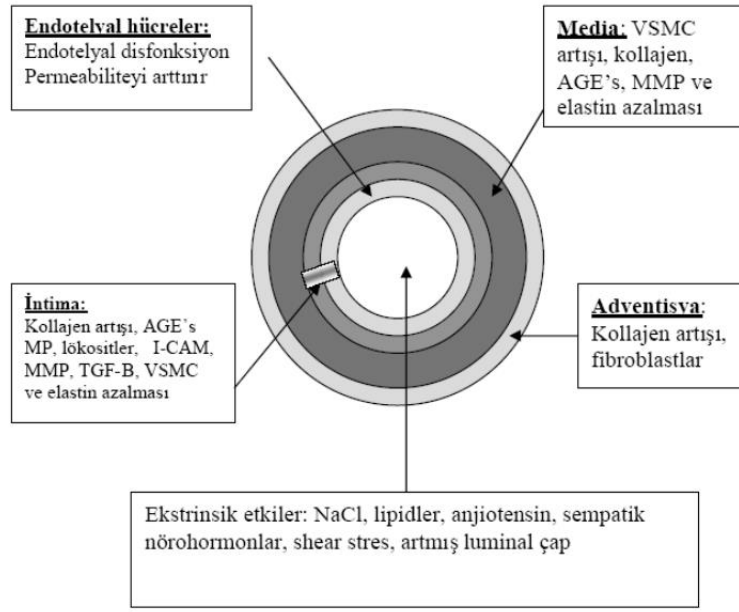 Endotelyal hücreler:
Endotelyal disfonksiyon
Permeabiliteyi arttırır
Media: VSMC
artışı, kollajen,
AGE's, MMP ve
elastin azalması
İntima:
Kollajen artışı, AGE's
MP, lökositler, I-CAM,
MMP, TGF-B, VSMC
ve elastin azalması
Adventisya:
Kollajen artışı,
fibroblastlar
Ekstrinsik etkiler: NaCl, lipidler, anjiotensin, sempatik
nörohormonlar, shear stres, artmış luminal çap